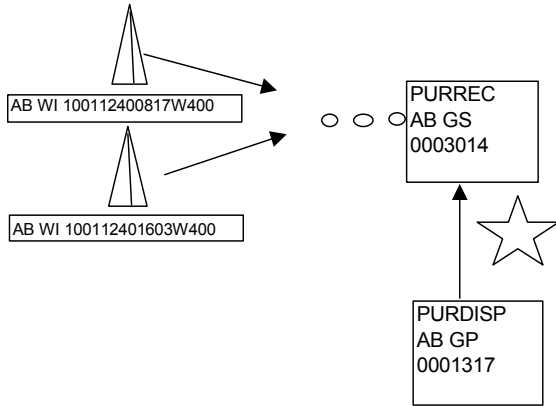 AB WI 100112400817W400
AB WI 100112401603W400
PURREC
AB GS
0003014
PURDISP
AB GP
0001317